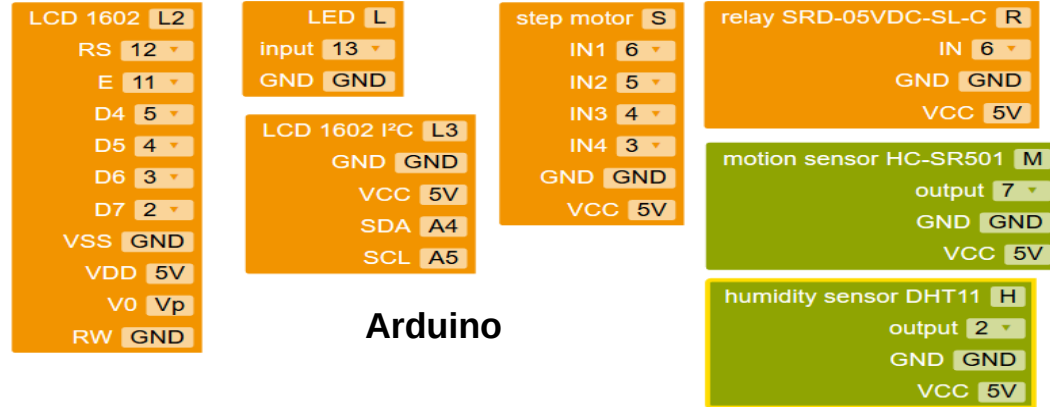 LCD 1602 L2
RS 12
E 11
D4 5
D5 4
D6 3
D7 2
VSS GND
VDD 5V
V0 Vp
RW GND
LED L
input 13
GND GND
LCD 1602 I²C L3
GND GND
VCC 5V
SDA A4
SCL A5
step motor S
IN1 6
IN2 5
IN3 4
IN4 3
GND GND
VCC 5V
relay SRD-05VDC-SL-C R
IN 6
GND GND
VCC 5V
motion sensor HC-SR501 M
output 7
GND GND
VCC 5V
humidity sensor DHT11 H
output 2
GND GND
VCC 5V
Arduino